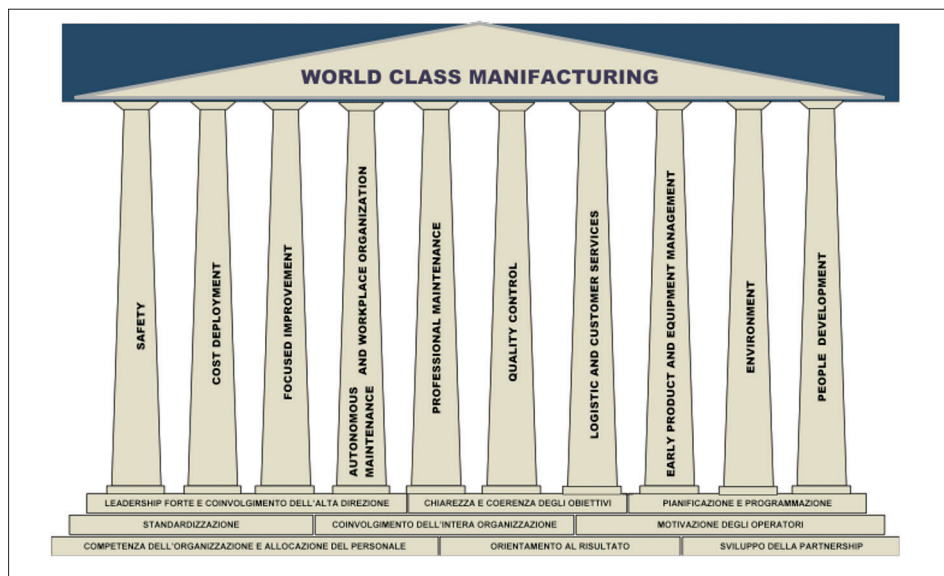 WORLD CLASS MANIFACTURING
SAFETY
COST DEPLOYMENT
FOCUSED IMPROVEMENT
AUTONOMOUS
MAINTENANCE AND WORKPLACE ORGANIZATION
PROFESSIONAL MAINTENANCE
QUALITY CONTROL
LOGISTIC AND CUSTOMER SERVICES
EARLY PRODUCT AND EQUIPMENT MANAGEMENT
ENVIRONMENT
PEOPLE DEVELOPMENT
LEADERSHIP FORTE E COINVOLGIMENTO DELL'ALTA DIREZIONE
CHIAREZZA E COERENZA DEGLI OBIETTIVI
PIANIFICAZIONE E PROGRAMMAZIONE
STANDARDIZZAZIONE
COINVOLGIMENTO DELL'INTERA ORGANIZZAZIONE
MOTIVAZIONE DEGLI OPERATORI
COMPETENZA DELL'ORGANIZZAZIONE E ALLOCAZIONE DEL PERSONALE
ORIENTAMENTO AL RISULTATO
SVILUPPO DELLA PARTNERSHIP